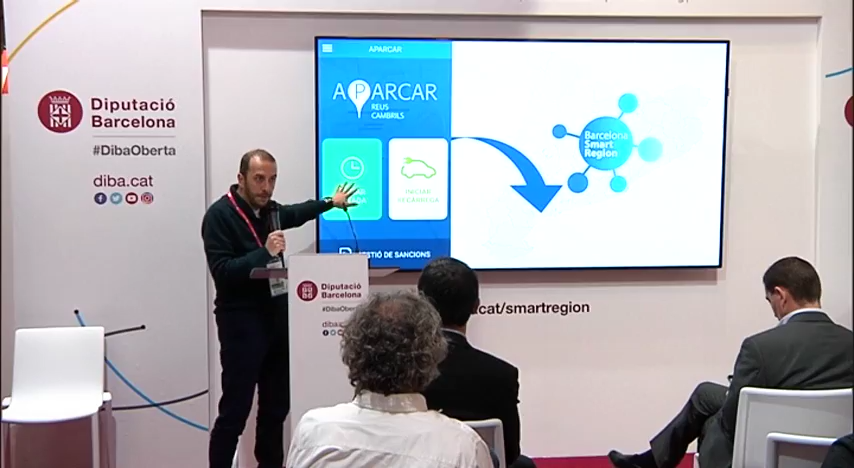 Diputació
Barcelona
#DibaOberta
diba.cat
APARCAR
APARCAR
REUS
CAMBRILS
INICIAR
RECÀRREGA
GESTIÓ DE SANCIONS
Barcelona
Smart
Region
Diputació
Barcelona
#DibaOberta
diba.
cat/smartregion